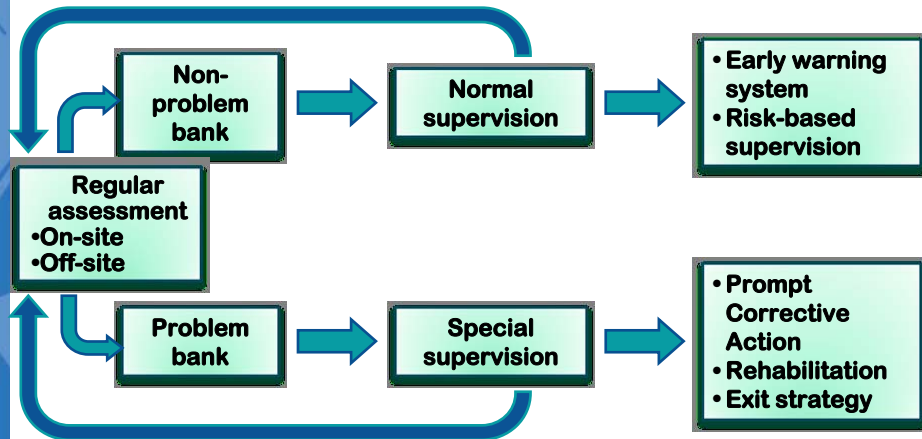 Non-
problem
bank
Normal
supervision
• Early warning
system
• Risk-based
supervision
Regular
assessment
•On-site
•Off-site
Problem
bank
Special
supervision
• Prompt
Corrective
Action
• Rehabilitation
• Exit strategy